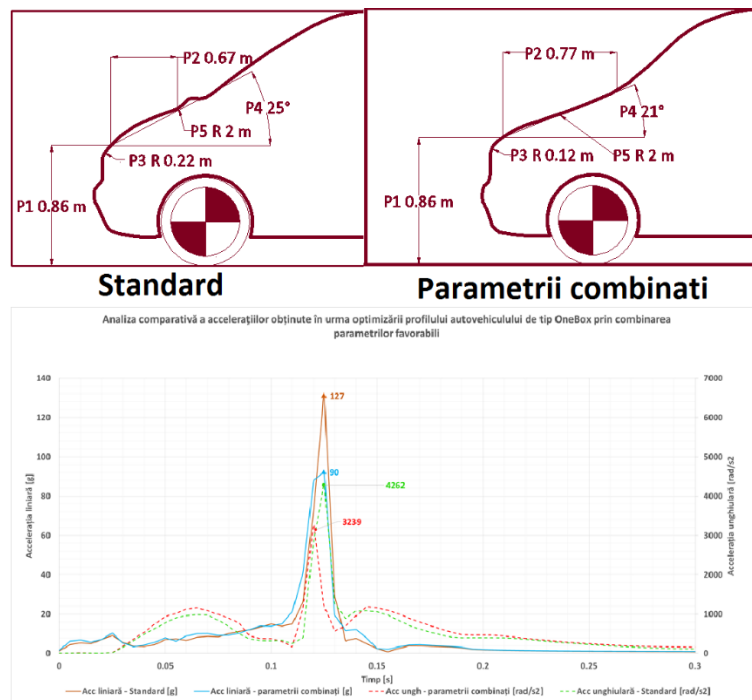 P2 0.67 m
P4 25°
P5 R 2 m
P3 R 0.22 m
P1 0.86 m
Standard
P2 0.77 m
P4 21°
P5 R 2 m
P3 R 0.12 m
P1 0.86 m
Parametrii combinati
Analiza comparativă a accelerațiilor obținute în urma optimizării profilului autovehiculului de tip OneBox prin combinarea
parametrilor favorabili
Accelerația liniară [g]
140
120
100
80
60
40
20
0
127
90
4262
3239
7000
6000
5000
4000
3000
2000
1000
0
Accelerația unghiulară [rad/s2]
0
0.05
0.1
0.15
0.2
0.25
0.3
Timp [s]
Acc liniară - Standard [g]
Acc liniară - parametrii combinați [g]
Acc ungh - parametrii combinați [rad/s2]
Acc unghiulară - Standard [rad/s2]